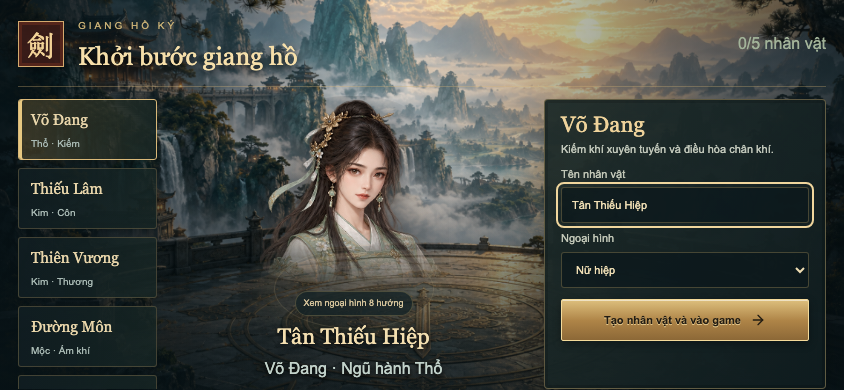 劍
GIANG HỒ KÝ
Khởi bước giang hồ
0/5 nhân vật
Võ Đang
Thổ · Kiếm
Thiếu Lâm
Kim · Côn
Thiên Vương
Kim · Thương
Đường Môn
Mộc · Ám khí
Xem ngoại hình 8 hướng
Tân Thiếu Hiệp
Võ Đang · Ngũ hành Thổ
Võ Đang
Kiếm khí xuyên tuyến và điều hòa chân khí.
Tên nhân vật
Tân Thiếu Hiệp
Ngoại hình
Nữ hiệp
Tạo nhân vật và vào game →